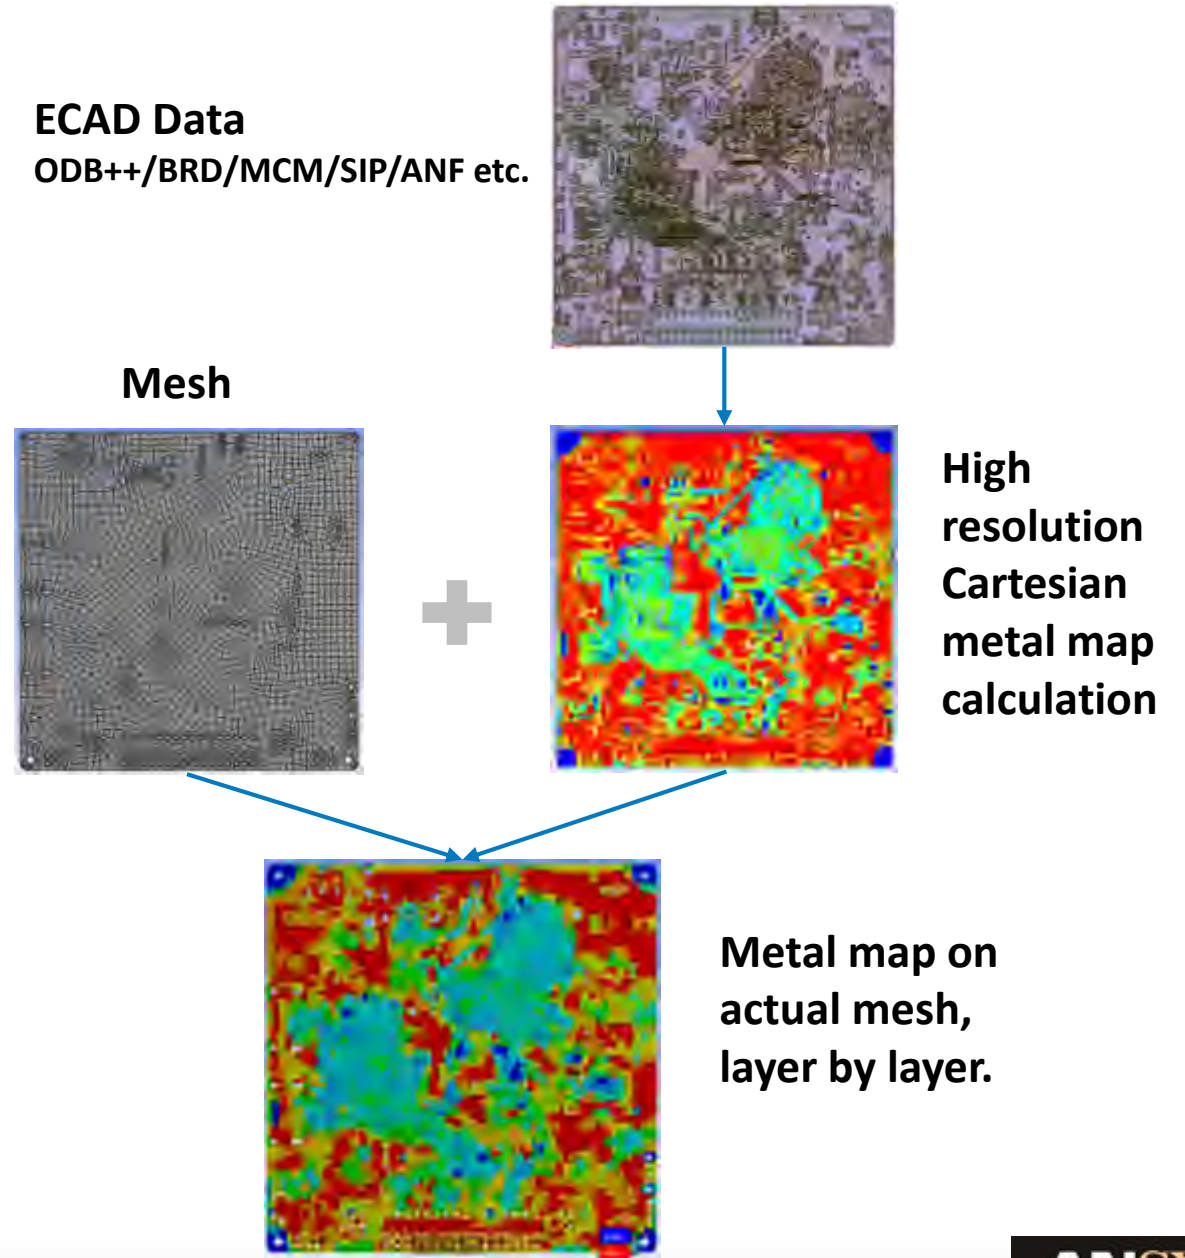 ECAD Data
ODB++/BRD/MCM/SIP/ANF etc.
Mesh
High
resolution
Cartesian
metal map
calculation
Metal map on
actual mesh,
layer by layer.